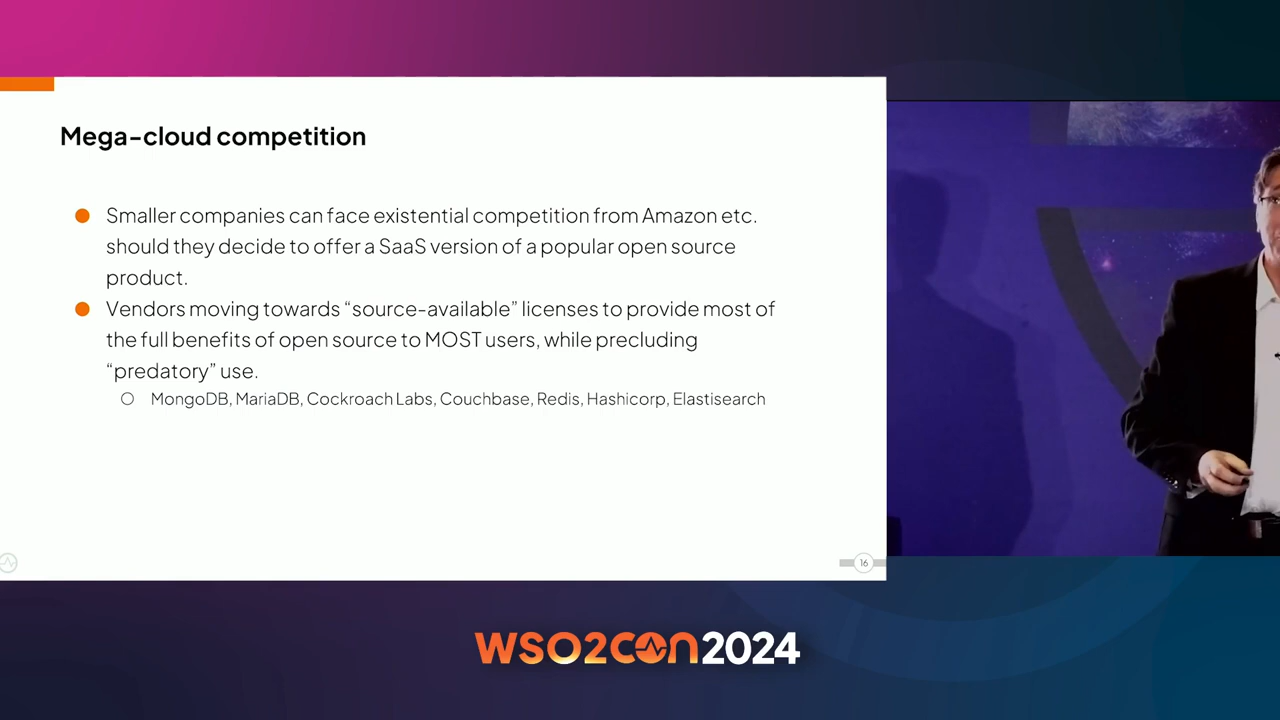 Mega-cloud competition
Smaller companies can face existential competition from Amazon etc.
should they decide to offer a SaaS version of a popular open source
product.
Vendors moving towards “source-available” licenses to provide most of
the full benefits of open source to MOST users, while precluding
“predatory” use.
MongoDB, MariaDB, Cockroach Labs, Couchbase, Redis, Hashicorp, Elastisearch
16
WSO2CON2024